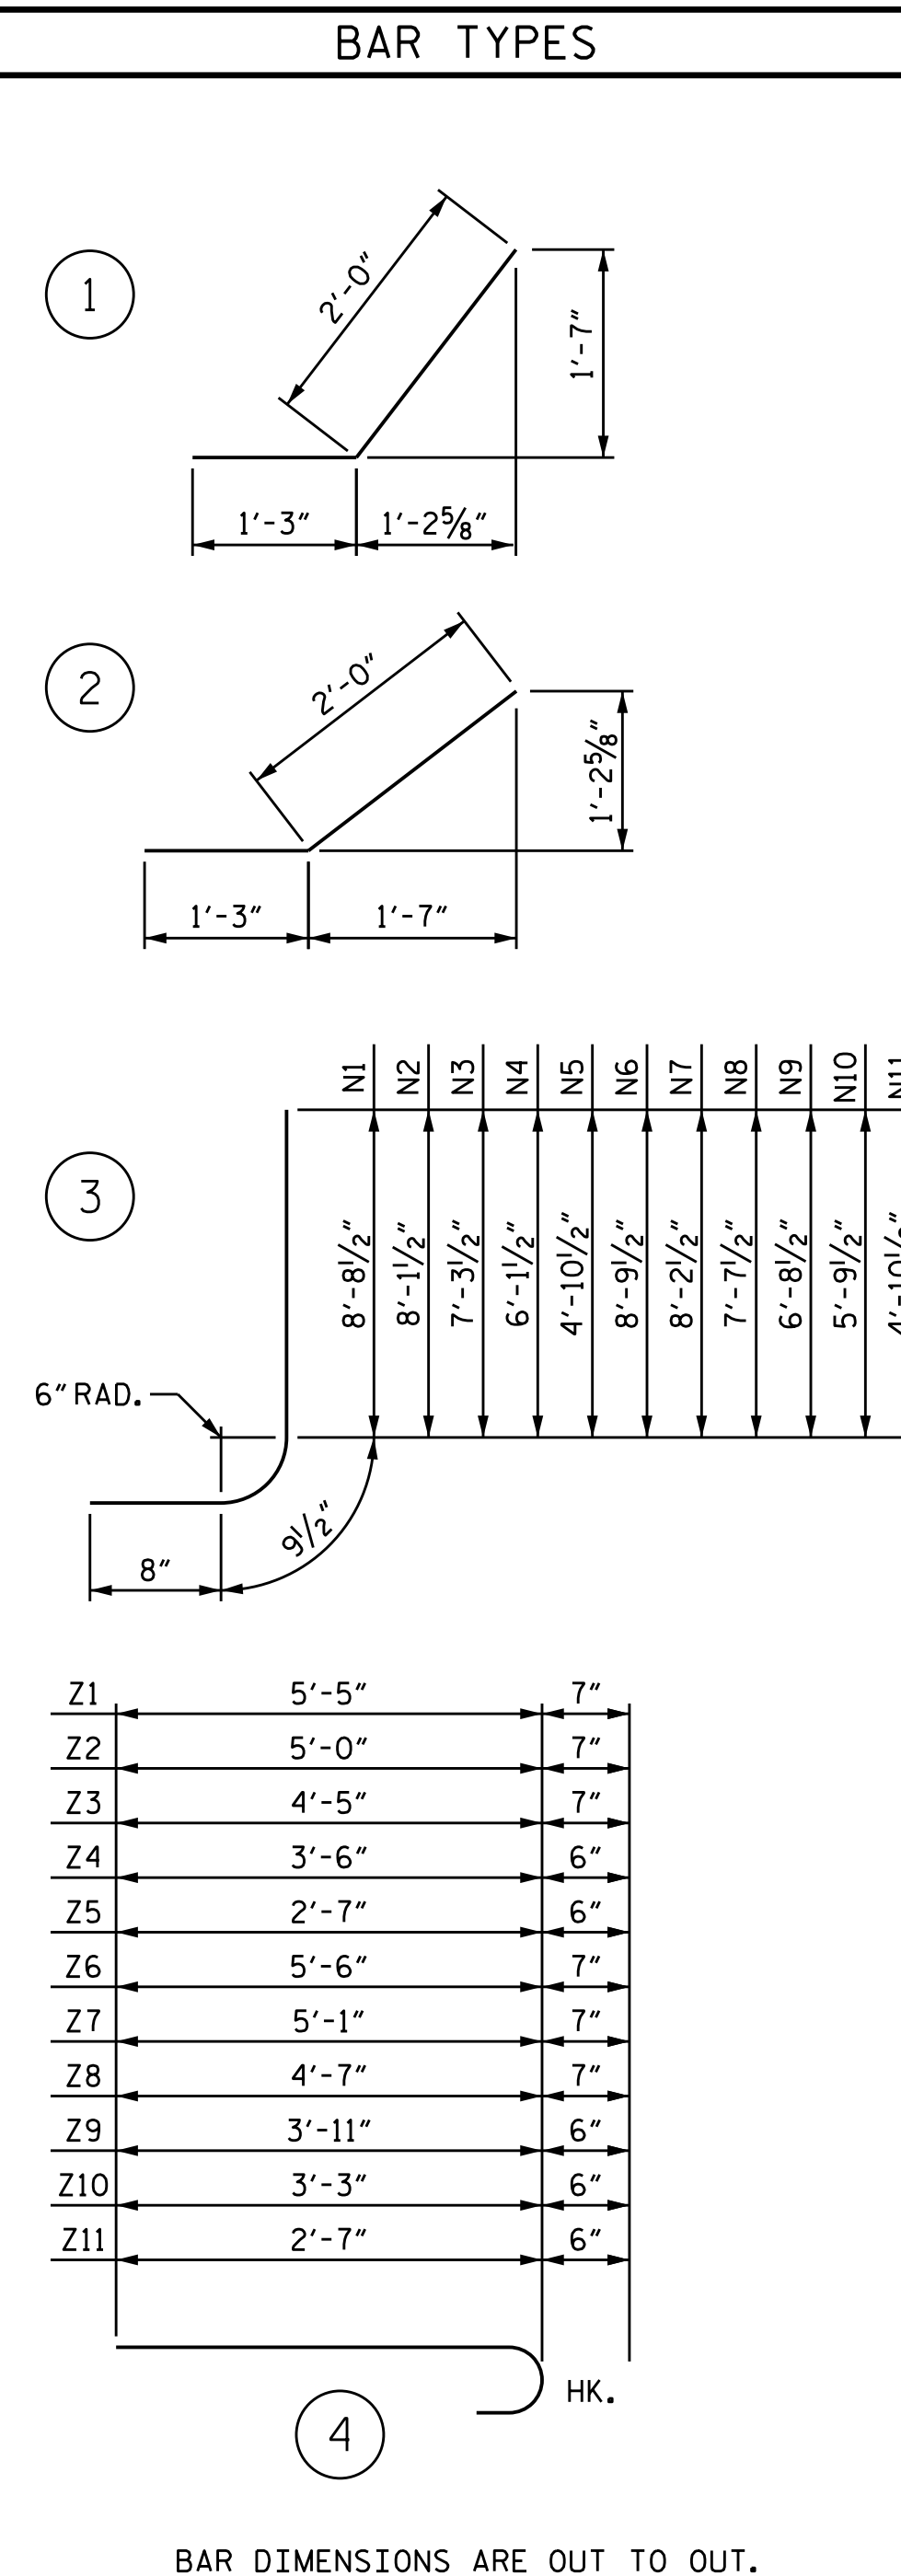 BAR TYPES
1
2'-0"
1'-7"
1'-3"
1'-2⅝"
2
2'-0"
1'-2⅝"
1'-3"
1'-7"
3
N1 N2 N3 N4 N5 N6 N7 N8 N9 N10 N11
8'-8½" 8'-1½" 7'-3½" 6'-1½" 4'-10½" 8'-9½" 8'-2½" 7'-7½" 6'-8½" 5'-9½" 4'-10½"
6" RAD.
9½"
8"
Z1 5'-5" 7"
Z2 5'-0" 7"
Z3 4'-5" 7"
Z4 3'-6" 6"
Z5 2'-7" 6"
Z6 5'-6" 7"
Z7 5'-1" 7"
Z8 4'-7" 7"
Z9 3'-11" 6"
Z10 3'-3" 6"
Z11 2'-7" 6"
HK.
4
BAR DIMENSIONS ARE OUT TO OUT.